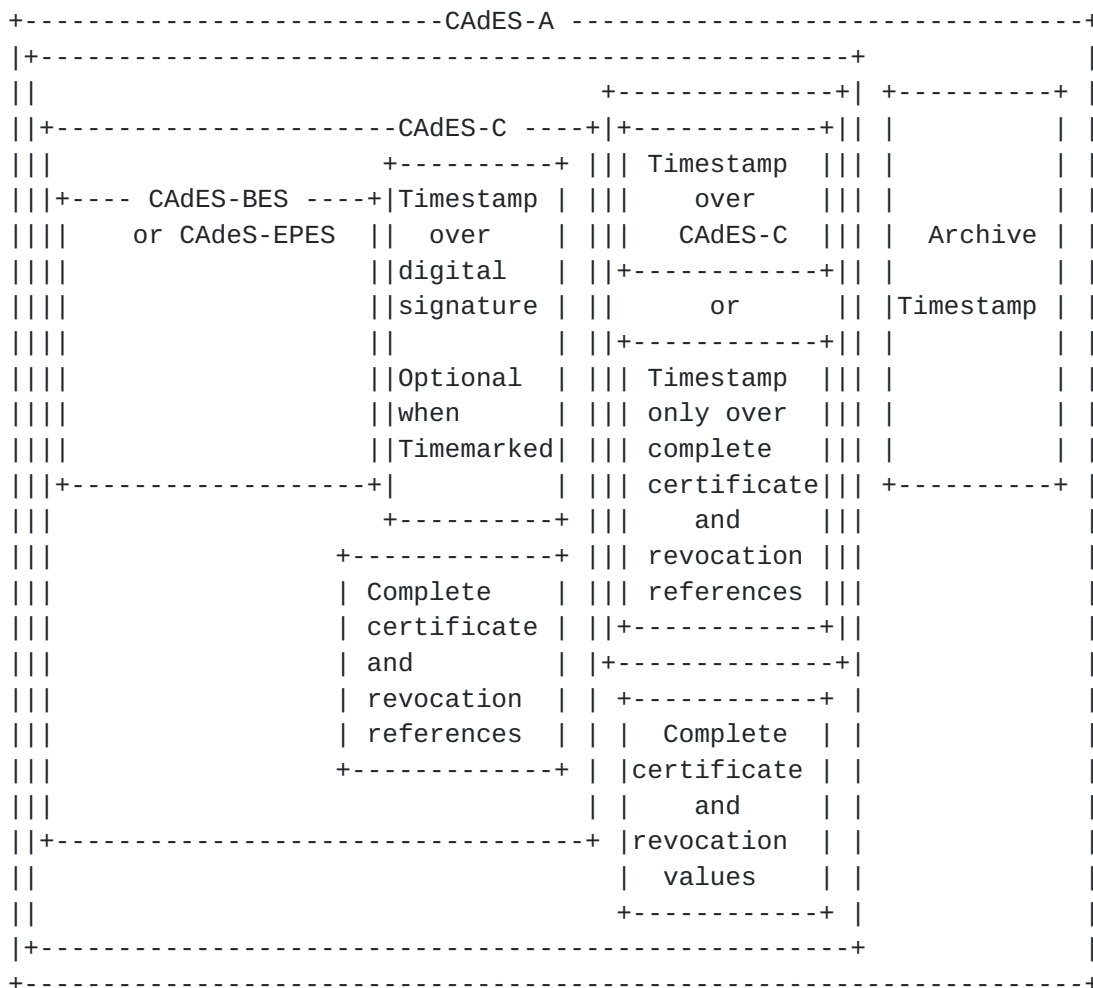 CAdES-A
CAdES-C
Timestamp
over
CAdES-C
or
Timestamp
only over
complete
certificate
and
revocation
references
CAdES-BES
or CAdeS-EPES
Timestamp
over
digital
signature
Optional
when
Timemarked
Archive
Timestamp
Complete
certificate
and
revocation
references
Complete
certificate
and
revocation
values